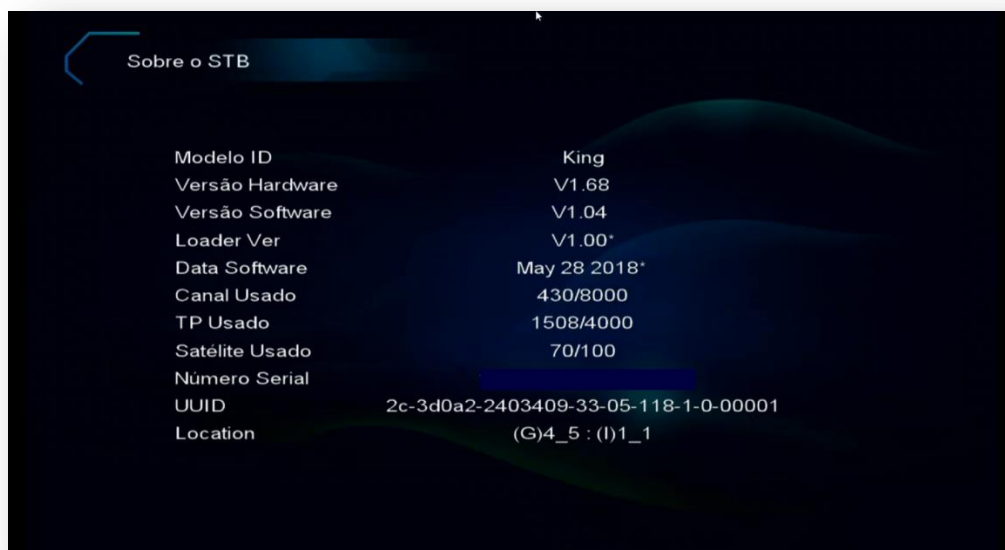 Sobre o STB
Modelo ID King
Versão Hardware V1.68
Versão Software V1.04
Loader Ver V1.00*
Data Software May 28 2018*
Canal Usado 430/8000
TP Usado 1508/4000
Satélite Usado 70/100
Número Serial
UUID 2c-3d0a2-2403409-33-05-118-1-0-00001
Location (G)4_5 : (I)1_1